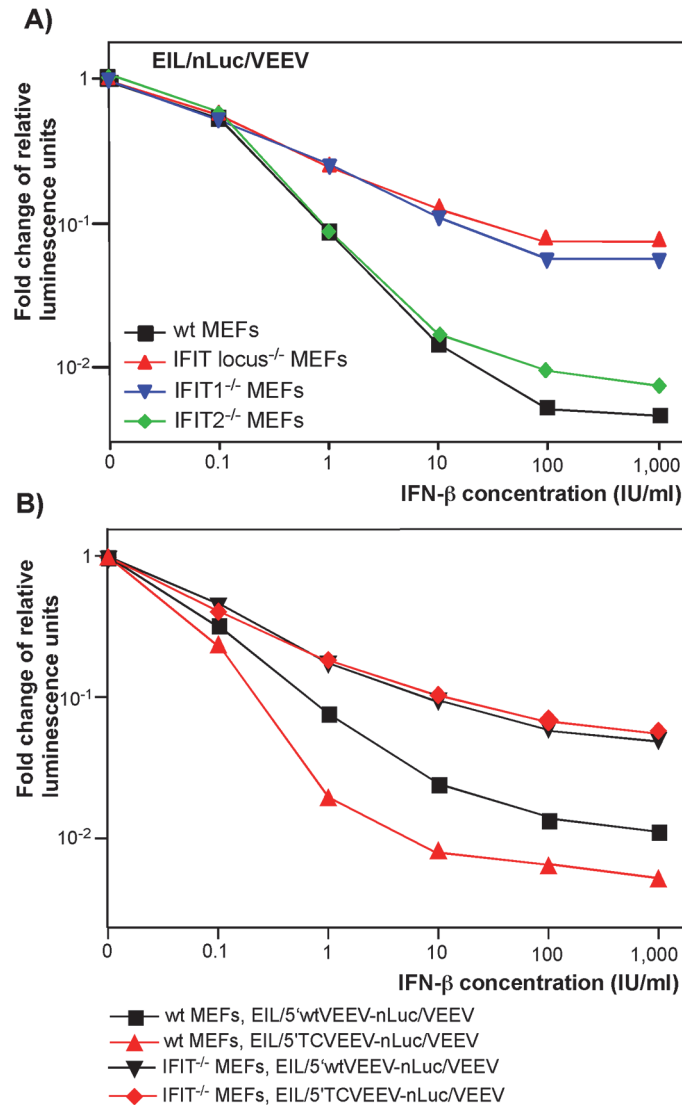 A)
EIL/nLuc/VEEV
Fold change of relative
luminescence units
1
10⁻¹
10⁻²
wt MEFs
IFIT locus⁻/⁻ MEFs
IFIT1⁻/⁻ MEFs
IFIT2⁻/⁻ MEFs
0 0.1 1 10 100 1,000
IFN-β concentration (IU/ml)
B)
Fold change of relative
luminescence units
1
10⁻¹
10⁻²
0 0.1 1 10 100 1,000
IFN-β concentration (IU/ml)
wt MEFs, EIL/5‘wtVEEV-nLuc/VEEV
wt MEFs, EIL/5'TCVEEV-nLuc/VEEV
IFIT⁻/⁻ MEFs, EIL/5‘wtVEEV-nLuc/VEEV
IFIT⁻/⁻ MEFs, EIL/5'TCVEEV-nLuc/VEEV